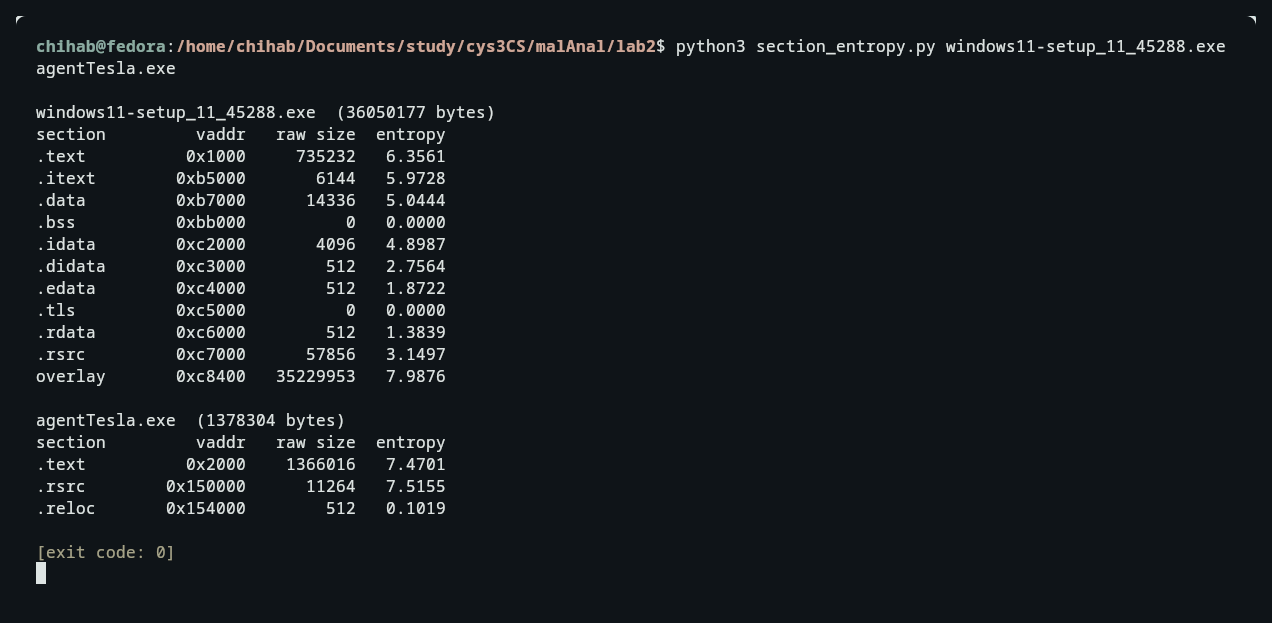 chihab@fedora:/home/chihab/Documents/study/cys3CS/malAnal/lab2$ python3 section_entropy.py windows11-setup_11_45288.exe
agentTesla.exe
windows11-setup_11_45288.exe  (36050177 bytes)
section         vaddr   raw size  entropy
.text          0x1000     735232   6.3561
.itext        0xb5000       6144   5.9728
.data         0xb7000      14336   5.0444
.bss          0xbb000          0   0.0000
.idata        0xc2000       4096   4.8987
.didata       0xc3000        512   2.7564
.edata        0xc4000        512   1.8722
.tls          0xc5000          0   0.0000
.rdata        0xc6000        512   1.3839
.rsrc         0xc7000      57856   3.1497
overlay       0xc8400   35229953   7.9876
agentTesla.exe  (1378304 bytes)
section         vaddr   raw size  entropy
.text          0x2000    1366016   7.4701
.rsrc        0x150000      11264   7.5155
.reloc       0x154000        512   0.1019
[exit code: 0]